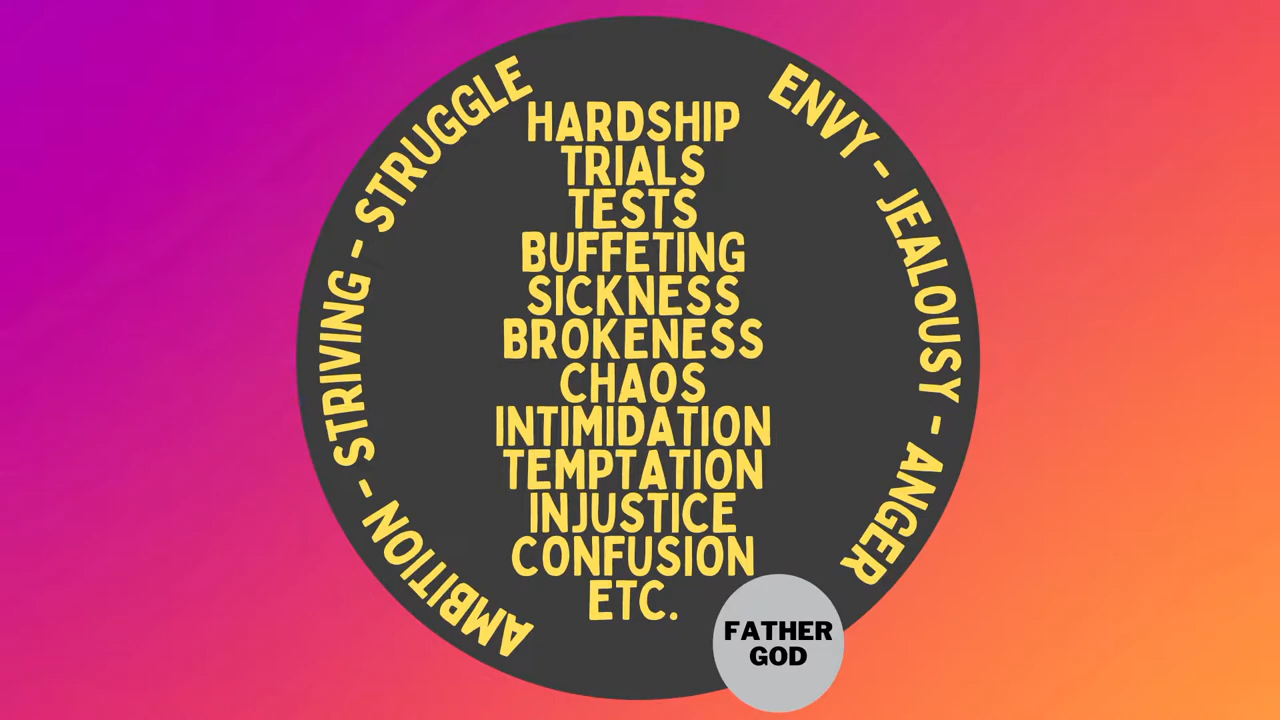 AMBITION - STRIVING - STRUGGLE
HARDSHIP
TRIALS
TESTS
BUFFETING
SICKNESS
BROKENESS
CHAOS
INTIMIDATION
TEMPTATION
INJUSTICE
CONFUSION
ETC.
ENVY - JEALOUSY - ANGER
FATHER
GOD